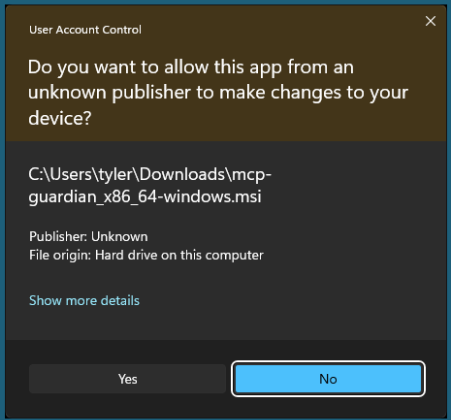 User Account Control
Do you want to allow this app from an
unknown publisher to make changes to your
device?
C:\Users\tyler\Downloads\mcp-
guardian_x86_64-windows.msi
Publisher: Unknown
File origin: Hard drive on this computer
Show more details
Yes
No